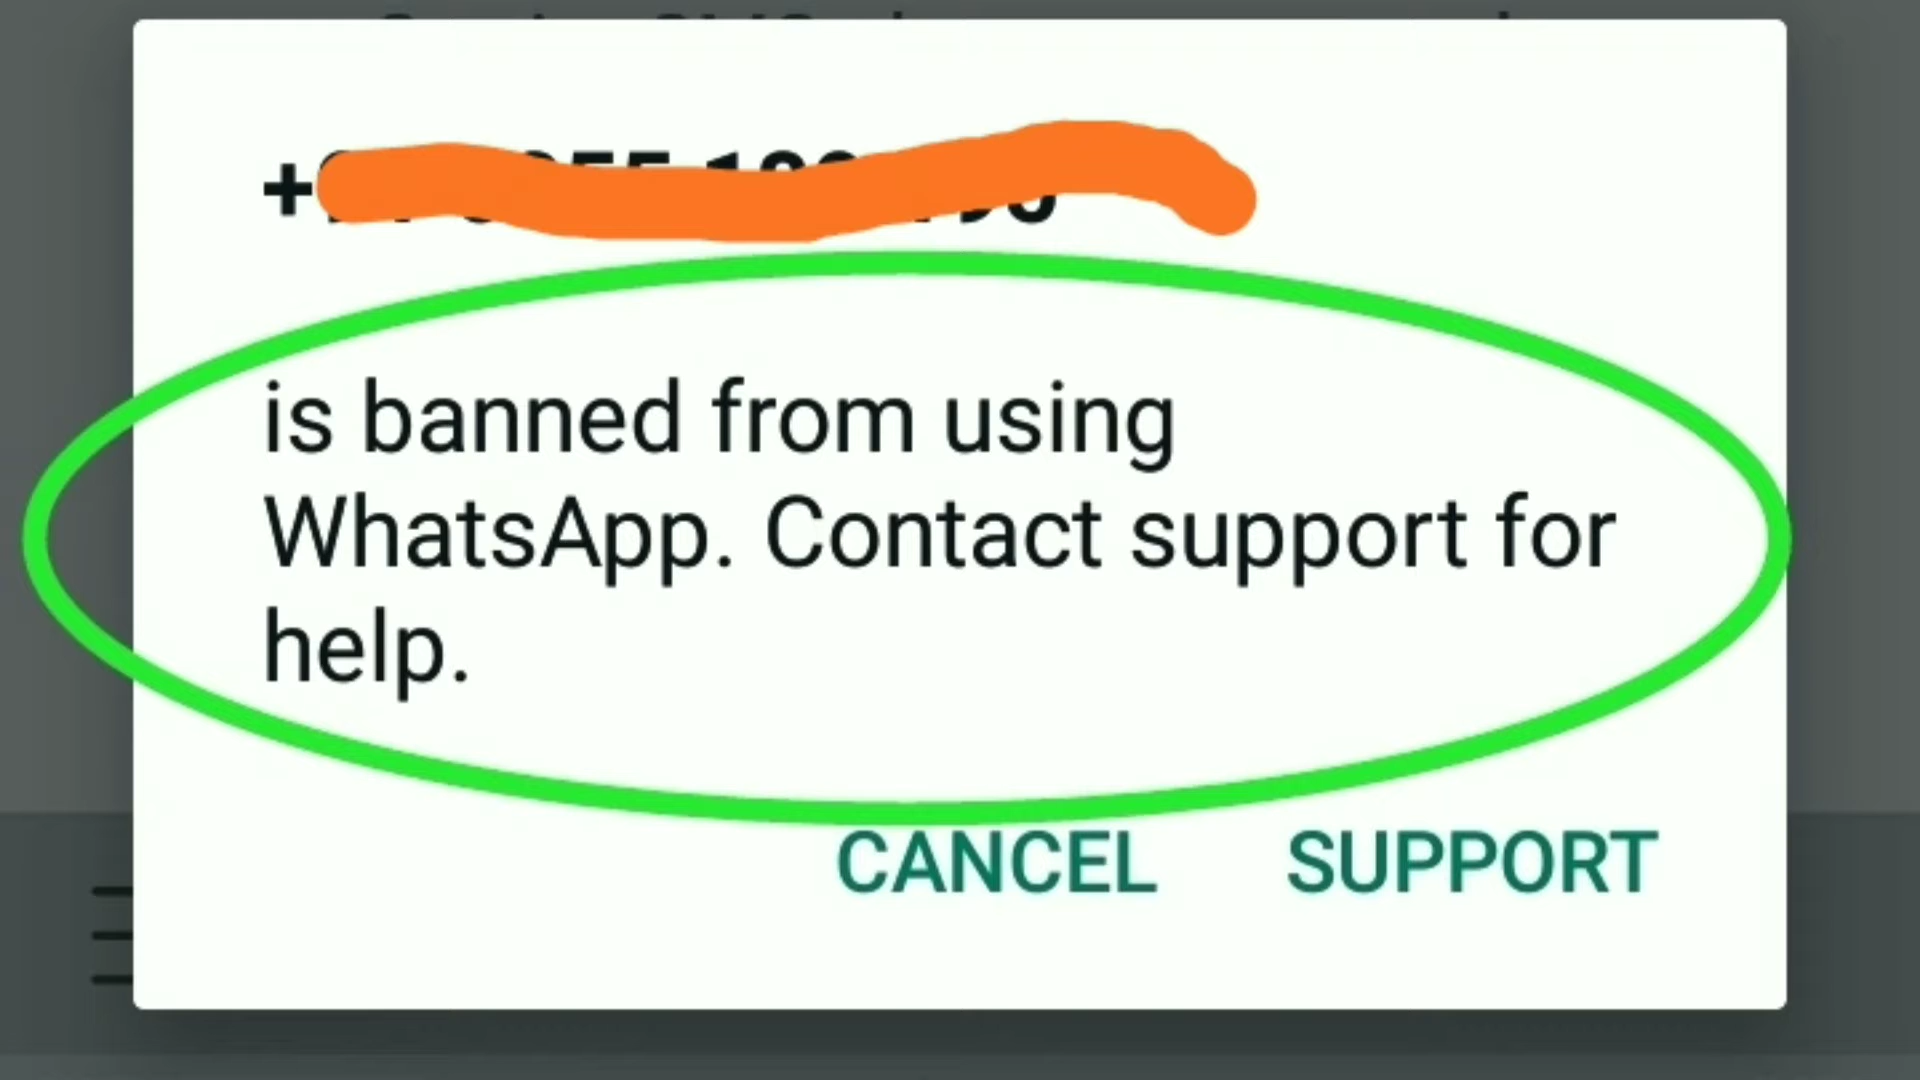 is banned from using
WhatsApp. Contact support for
help.
CANCEL SUPPORT